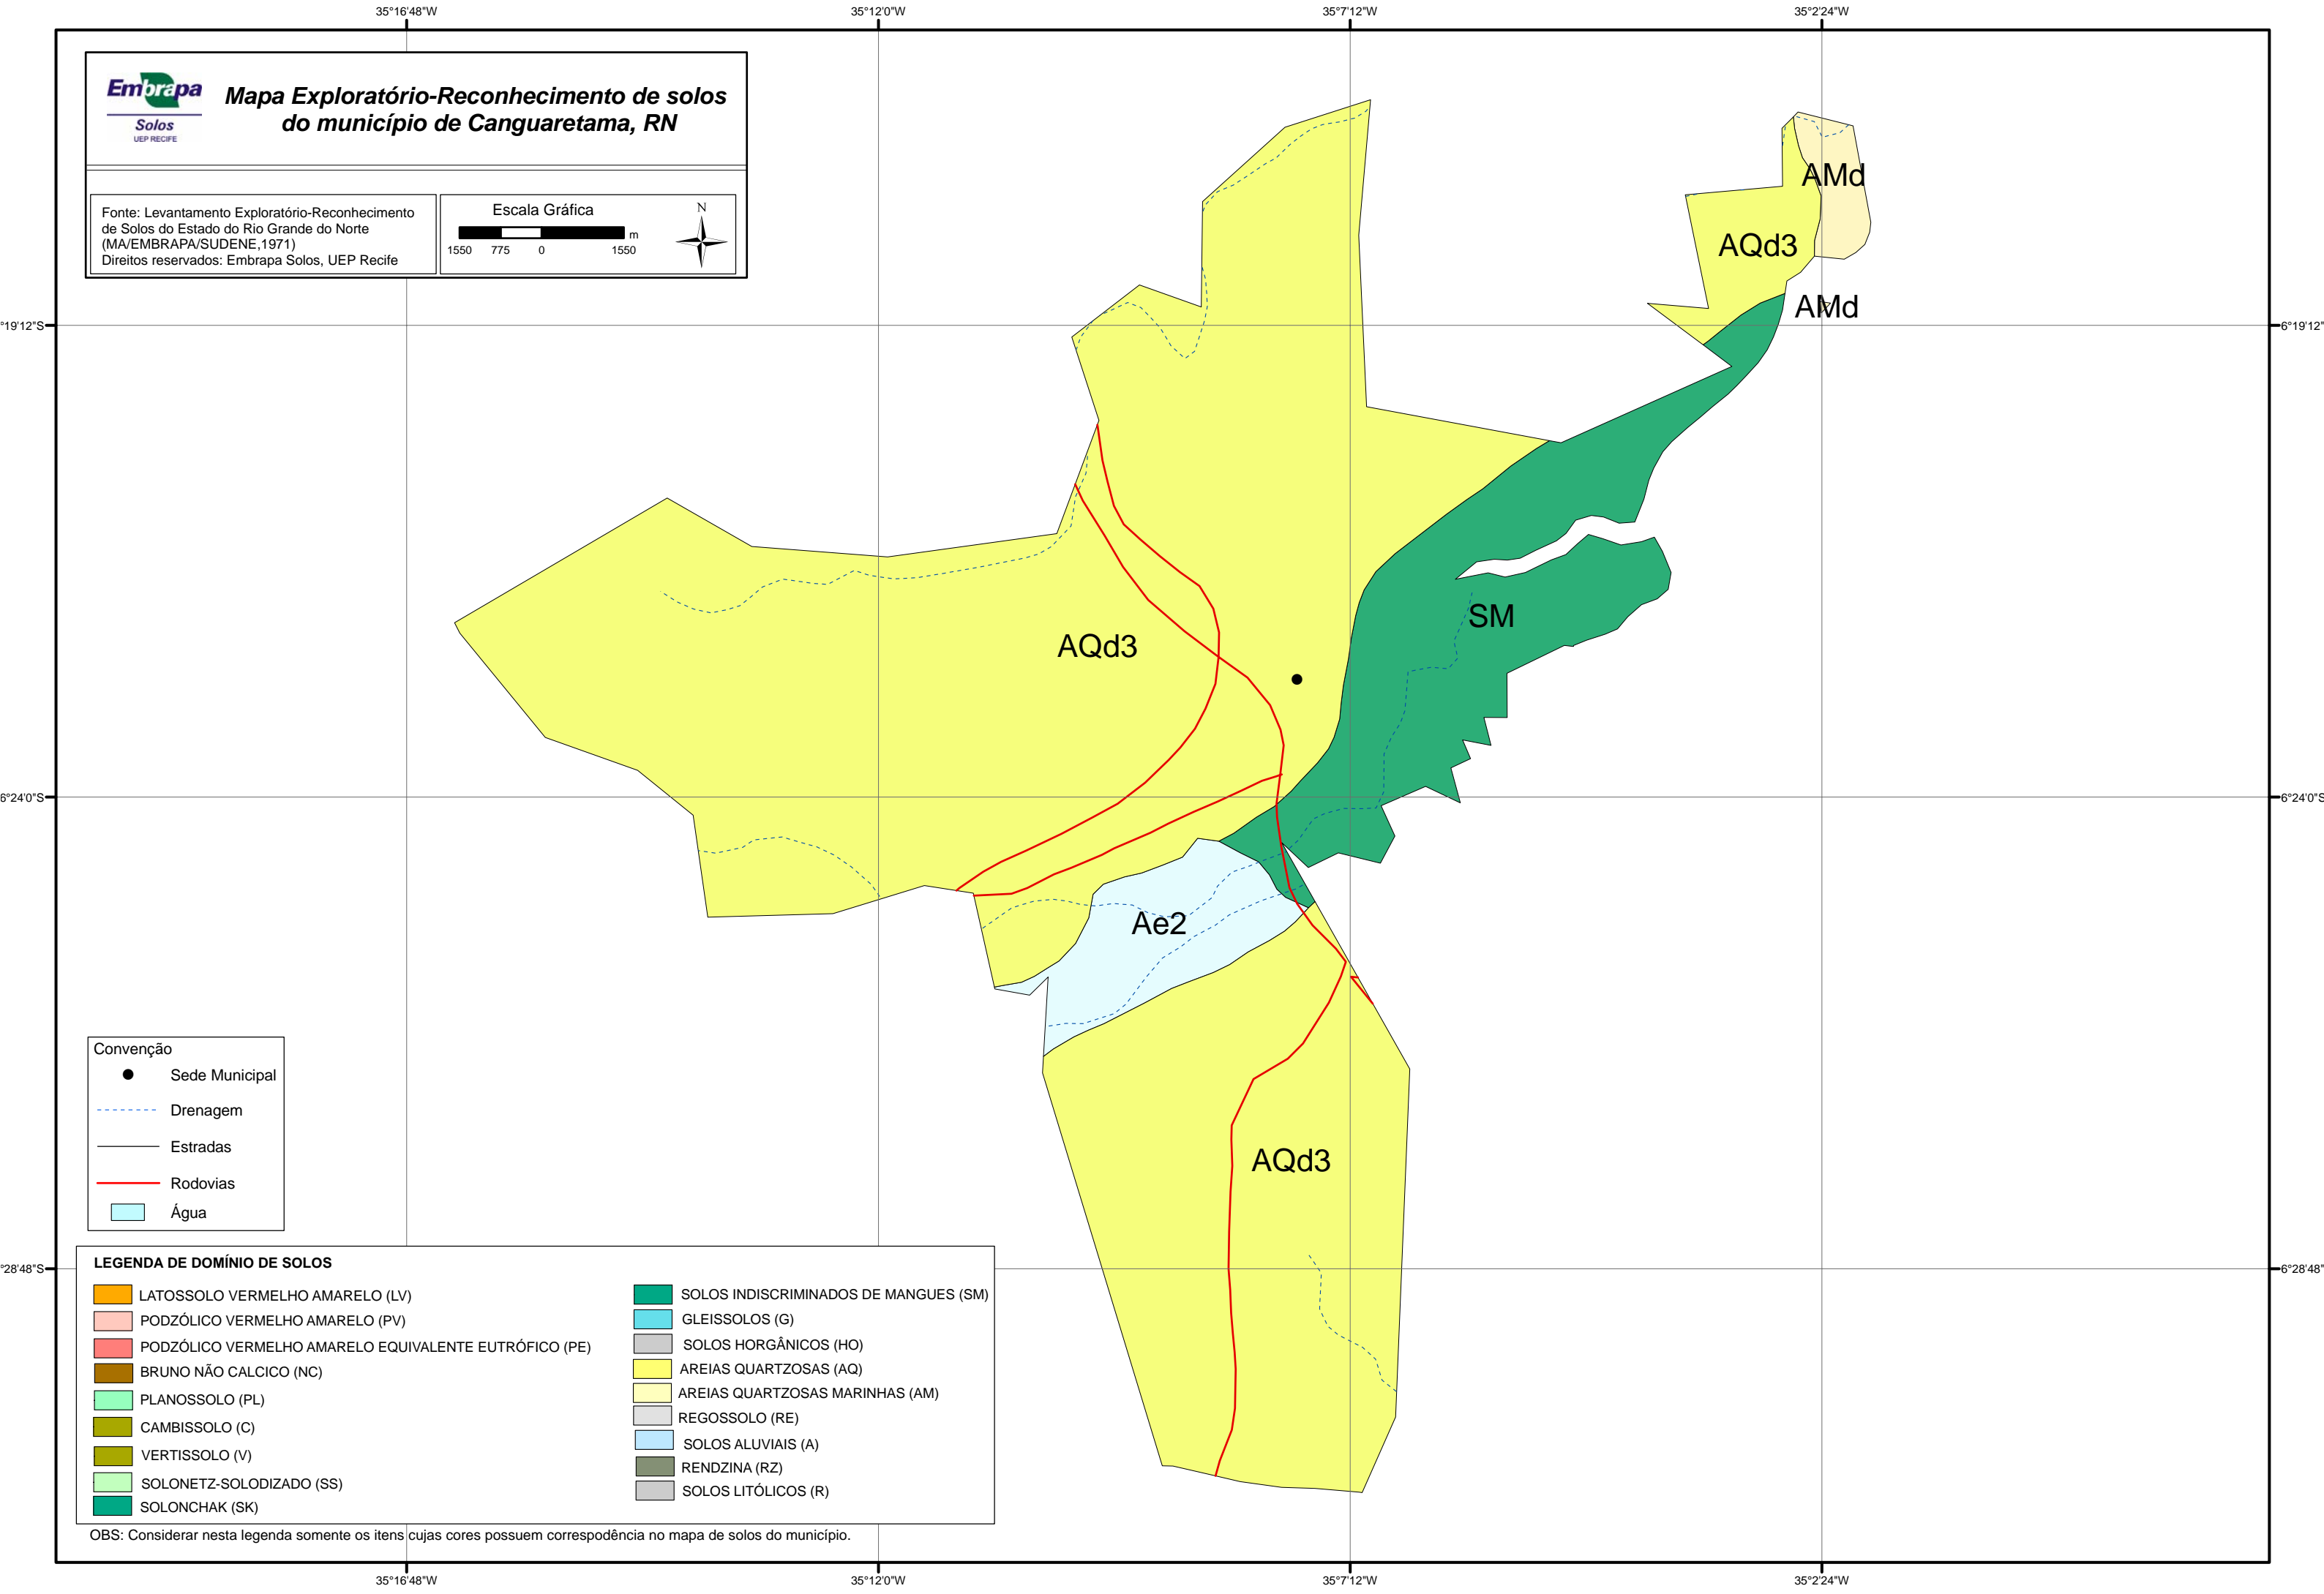 35°16'48"W
35°12'0"W
35°7'12"W
35°2'24"W
Embrapa
Solos
UEP RECIFE
Mapa Exploratório-Reconhecimento de solos
do município de Canguaretama, RN
Fonte: Levantamento Exploratório-Reconhecimento
de Solos do Estado do Rio Grande do Norte
(MA/EMBRAPA/SUDENE,1971)
Direitos reservados: Embrapa Solos, UEP Recife
Escala Gráfica
m
1550 775 0 1550
N
AMd
AQd3
AMd
°19'12"S
6°19'12"
SM
AQd3
6°24'0"S
6°24'0"S
Ae2
AQd3
°28'48"S
6°28'48"
Convenção
Sede Municipal
Drenagem
Estradas
Rodovias
Água
LEGENDA DE DOMÍNIO DE SOLOS
LATOSSOLO VERMELHO AMARELO (LV)
PODZÓLICO VERMELHO AMARELO (PV)
PODZÓLICO VERMELHO AMARELO EQUIVALENTE EUTRÓFICO (PE)
BRUNO NÃO CALCICO (NC)
PLANOSSOLO (PL)
CAMBISSOLO (C)
VERTISSOLO (V)
SOLONETZ-SOLODIZADO (SS)
SOLONCHAK (SK)
SOLOS INDISCRIMINADOS DE MANGUES (SM)
GLEISSOLOS (G)
SOLOS HORGÂNICOS (HO)
AREIAS QUARTZOSAS (AQ)
AREIAS QUARTZOSAS MARINHAS (AM)
REGOSSOLO (RE)
SOLOS ALUVIAIS (A)
RENDZINA (RZ)
SOLOS LITÓLICOS (R)
OBS: Considerar nesta legenda somente os itens cujas cores possuem correspodência no mapa de solos do município.
35°16'48"W
35°12'0"W
35°7'12"W
35°2'24"W